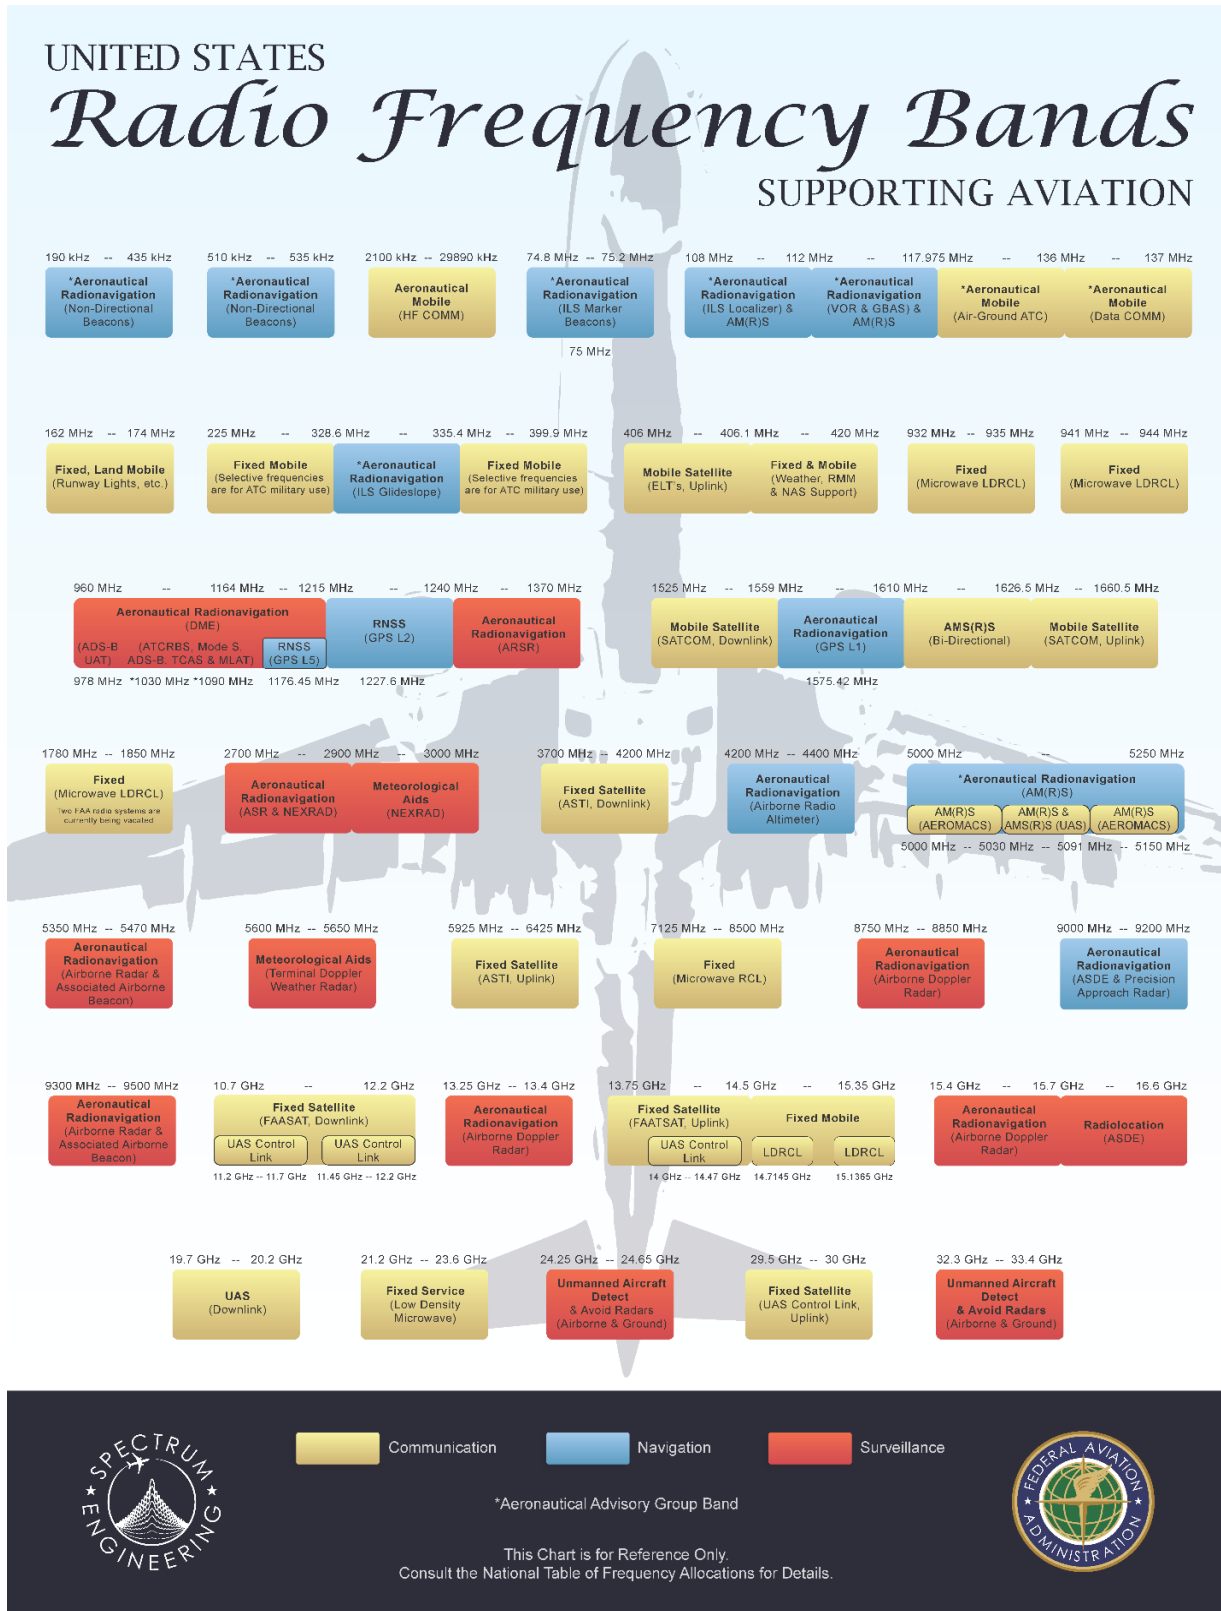 UNITED STATES
Radio Frequency Bands
SUPPORTING AVIATION
190 kHz -- 435 kHz
*Aeronautical
Radionavigation
(Non-Directional
Beacons)
510 kHz -- 535 kHz
*Aeronautical
Radionavigation
(Non-Directional
Beacons)
2100 kHz -- 29890 kHz
Aeronautical
Mobile
(HF COMM)
74.8 MHz -- 75.2 MHz
*Aeronautical
Radionavigation
(ILS Marker
Beacons)
75 MHz
108 MHz -- 112 MHz -- 117.975 MHz -- 136 MHz -- 137 MHz
*Aeronautical
Radionavigation
(ILS Localizer) &
AM(R)S
*Aeronautical
Radionavigation
(VOR & GBAS) &
AM(R)S
*Aeronautical
Mobile
(Air-Ground ATC)
*Aeronautical
Mobile
(Data COMM)
162 MHz -- 174 MHz
Fixed, Land Mobile
(Runway Lights, etc.)
225 MHz -- 328.6 MHz -- 335.4 MHz -- 399.9 MHz
Fixed Mobile
(Selective frequencies
are for ATC military use)
*Aeronautical
Radionavigation
(ILS Glideslope)
Fixed Mobile
(Selective frequencies
are for ATC military use)
406 MHz -- 406.1 MHz -- 420 MHz
Mobile Satellite
(ELT's, Uplink)
Fixed & Mobile
(Weather, RMM
& NAS Support)
932 MHz -- 935 MHz
Fixed
(Microwave LDRCL)
941 MHz -- 944 MHz
Fixed
(Microwave LDRCL)
960 MHz -- 1164 MHz -- 1215 MHz -- 1240 MHz -- 1370 MHz
Aeronautical Radionavigation
(DME)
(ADS-B
UAT)
(ATCRBS, Mode S,
ADS-B. TCAS & MLAT)
RNSS
(GPS L5)
RNSS
(GPS L2)
Aeronautical
Radionavigation
(ARSR)
978 MHz *1030 MHz *1090 MHz 1176.45 MHz 1227.6 MHz
1525 MHz -- 1559 MHz -- 1610 MHz -- 1626.5 MHz -- 1660.5 MHz
Mobile Satellite
(SATCOM, Downlink)
Aeronautical
Radionavigation
(GPS L1)
AMS(R)S
(Bi-Directional)
Mobile Satellite
(SATCOM, Uplink)
1575.42 MHz
1780 MHz -- 1850 MHz
Fixed
(Microwave LDRCL)
Two FAA radio systems are
currently being vacated
2700 MHz -- 2900 MHz -- 3000 MHz
Aeronautical
Radionavigation
(ASR & NEXRAD)
Meteorological
Aids
(NEXRAD)
3700 MHz -- 4200 MHz
Fixed Satellite
(ASTI, Downlink)
4200 MHz -- 4400 MHz
Aeronautical
Radionavigation
(Airborne Radio
Altimeter)
5000 MHz -- 5250 MHz
*Aeronautical Radionavigation
(AM(R)S)
AM(R)S
(AEROMACS)
AM(R)S &
AMS(R)S (UAS)
AM(R)S
(AEROMACS)
5000 MHz -- 5030 MHz -- 5091 MHz -- 5150 MHz
5350 MHz -- 5470 MHz
Aeronautical
Radionavigation
(Airborne Radar &
Associated Airborne
Beacon)
5600 MHz -- 5650 MHz
Meteorological Aids
(Terminal Doppler
Weather Radar)
5925 MHz -- 6425 MHz
Fixed Satellite
(ASTI, Uplink)
7125 MHz -- 8500 MHz
Fixed
(Microwave RCL)
8750 MHz -- 8850 MHz
Aeronautical
Radionavigation
(Airborne Doppler
Radar)
9000 MHz -- 9200 MHz
Aeronautical
Radionavigation
(ASDE & Precision
Approach Radar)
9300 MHz -- 9500 MHz
Aeronautical
Radionavigation
(Airborne Radar &
Associated Airborne
Beacon)
10.7 GHz -- 12.2 GHz
Fixed Satellite
(FAASAT, Downlink)
UAS Control
Link
UAS Control
Link
11.2 GHz -- 11.7 GHz 11.45 GHz -- 12.2 GHz
13.25 GHz -- 13.4 GHz
Aeronautical
Radionavigation
(Airborne Doppler
Radar)
13.75 GHz -- 14.5 GHz -- 15.35 GHz
Fixed Satellite
(FAATSAT, Uplink)
UAS Control
Link
Fixed Mobile
LDRCL
LDRCL
14 GHz -- 14.47 GHz 14.7145 GHz 15.1365 GHz
15.4 GHz -- 15.7 GHz -- 16.6 GHz
Aeronautical
Radionavigation
(Airborne Doppler
Radar)
Radiolocation
(ASDE)
19.7 GHz -- 20.2 GHz
UAS
(Downlink)
21.2 GHz -- 23.6 GHz
Fixed Service
(Low Density
Microwave)
24.25 GHz -- 24.65 GHz
Unmanned Aircraft
Detect
& Avoid Radars
(Airborne & Ground)
29.5 GHz -- 30 GHz
Fixed Satellite
(UAS Control Link,
Uplink)
32.3 GHz -- 33.4 GHz
Unmanned Aircraft
Detect
& Avoid Radars
(Airborne & Ground)
SPECTRUM
ENGINEERING
Communication
Navigation
Surveillance
*Aeronautical Advisory Group Band
This Chart is for Reference Only.
Consult the National Table of Frequency Allocations for Details.
FEDERAL AVIATION
ADMINISTRATION